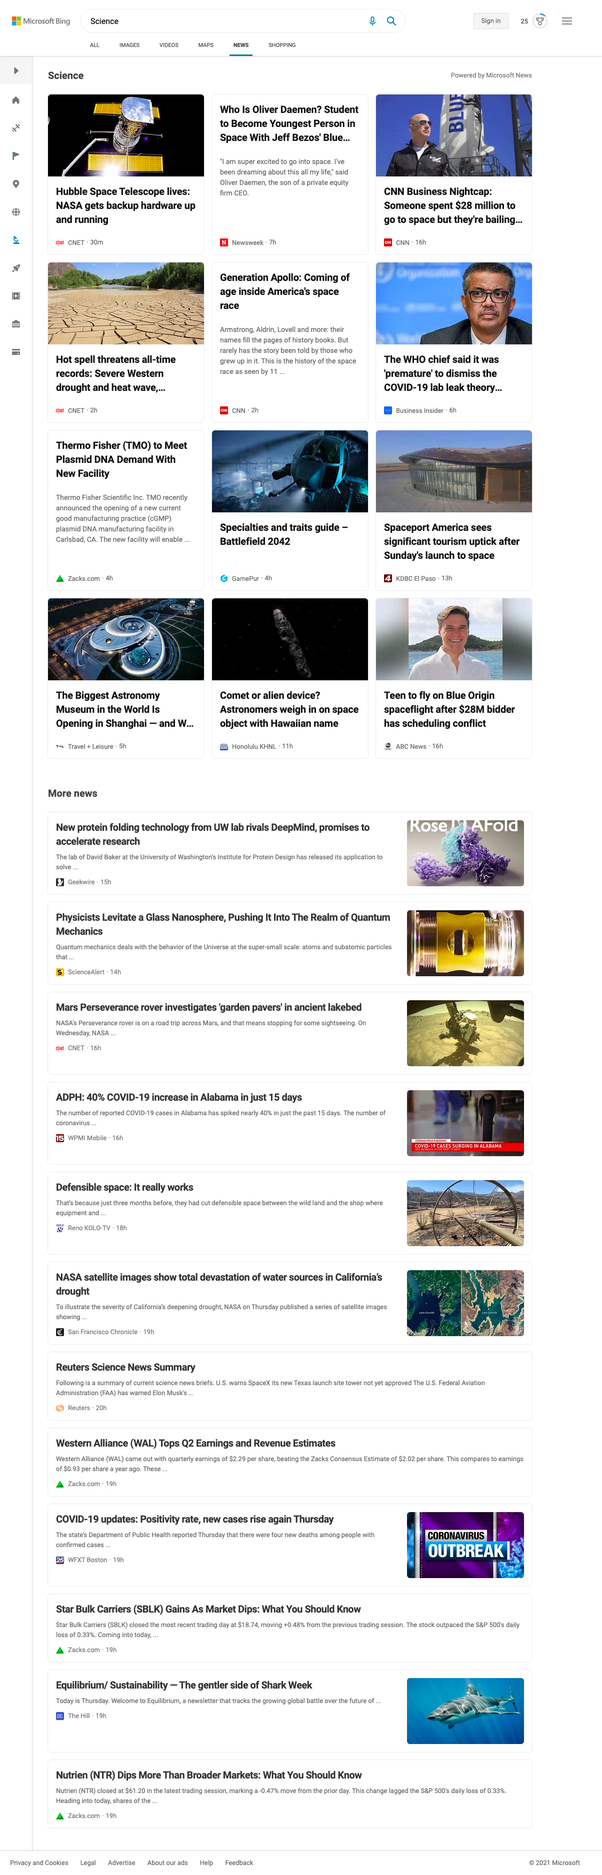 Microsoft Bing
Science
Sign in
25
ALL
IMAGES
VIDEOS
MAPS
NEWS
SHOPPING
Science
Powered by Microsoft News
Hubble Space Telescope lives:
NASA gets backup hardware up
and running
CNET · 30m
Who Is Oliver Daemen? Student
to Become Youngest Person in
Space With Jeff Bezos' Blue...
"I am super excited to go into space. I've
been dreaming about this all my life," said
Oliver Daemen, the son of a private equity
firm CEO.
Newsweek · 7h
BLUE
CNN Business Nightcap:
Someone spent $28 million to
go to space but they're bailing...
CNN · 16h
Hot spell threatens all-time
records: Severe Western
drought and heat wave,...
CNET · 2h
Generation Apollo: Coming of
age inside America's space
race
Armstrong, Aldrin, Lovell and more: their
names fill the pages of history books. But
rarely has the story been told by those who
grew up in it. This is the history of the space
race as seen by 11 ...
CNN · 2h
The WHO chief said it was
'premature' to dismiss the
COVID-19 lab leak theory...
Business Insider · 6h
Thermo Fisher (TMO) to Meet
Plasmid DNA Demand With
New Facility
Thermo Fisher Scientific Inc. TMO recently
announced the opening of a new current
good manufacturing practice (cGMP)
plasmid DNA manufacturing facility in
Carlsbad, CA. The new facility will enable ...
Zacks.com · 4h
Specialties and traits guide –
Battlefield 2042
GamePur · 4h
Spaceport America sees
significant tourism uptick after
Sunday's launch to space
KDBC El Paso · 13h
The Biggest Astronomy
Museum in the World Is
Opening in Shanghai — and W...
Travel + Leisure · 5h
Comet or alien device?
Astronomers weigh in on space
object with Hawaiian name
Honolulu KHNL · 11h
Teen to fly on Blue Origin
spaceflight after $28M bidder
has scheduling conflict
ABC News · 16h
More news
New protein folding technology from UW lab rivals DeepMind, promises to
accelerate research
The lab of David Baker at the University of Washington's Institute for Protein Design has released its application to
solve ...
Geekwire · 15h
Physicists Levitate a Glass Nanosphere, Pushing It Into The Realm of Quantum
Mechanics
Quantum mechanics deals with the behavior of the Universe at the super-small scale: atoms and subatomic particles
that ...
ScienceAlert · 14h
Mars Perseverance rover investigates 'garden pavers' in ancient lakebed
NASA's Perseverance rover is on a road trip across Mars, and that means stopping for some sightseeing. On
Wednesday, NASA ...
CNET · 16h
ADPH: 40% COVID-19 increase in Alabama in just 15 days
The number of reported COVID-19 cases in Alabama has spiked nearly 40% in just the past 15 days. The number of
coronavirus ...
WPMI Mobile · 16h
COVID-19 CASES SURGING IN ALABAMA
Defensible space: It really works
That's because just three months before, they had cut defensible space between the wild land and the shop where
equipment and ...
Reno KOLO-TV · 18h
NASA satellite images show total devastation of water sources in California's
drought
To illustrate the severity of California's deepening drought, NASA on Thursday published a series of satellite images
showing ...
San Francisco Chronicle · 19h
Reuters Science News Summary
Following is a summary of current science news briefs. U.S. warns SpaceX its new Texas launch site tower not yet approved The U.S. Federal Aviation
Administration (FAA) has warned Elon Musk's ...
Reuters · 20h
Western Alliance (WAL) Tops Q2 Earnings and Revenue Estimates
Western Alliance (WAL) came out with quarterly earnings of $2.29 per share, beating the Zacks Consensus Estimate of $2.02 per share. This compares to earnings
of $0.93 per share a year ago. These ...
Zacks.com · 19h
COVID-19 updates: Positivity rate, new cases rise again Thursday
The state's Department of Public Health reported Thursday that there were four new deaths among people with
confirmed cases ...
WFXT Boston · 19h
CORONAVIRUS
OUTBREAK
Star Bulk Carriers (SBLK) Gains As Market Dips: What You Should Know
Star Bulk Carriers (SBLK) closed the most recent trading day at $18.74, moving +0.48% from the previous trading session. The stock outpaced the S&P 500's daily
loss of 0.33%. Coming into today, ...
Zacks.com · 19h
Equilibrium/ Sustainability — The gentler side of Shark Week
Today is Thursday. Welcome to Equilibrium, a newsletter that tracks the growing global battle over the future of ...
The Hill · 19h
Nutrien (NTR) Dips More Than Broader Markets: What You Should Know
Nutrien (NTR) closed at $61.20 in the latest trading session, marking a -0.47% move from the prior day. This change lagged the S&P 500's daily loss of 0.33%.
Heading into today, shares of the ...
Zacks.com · 19h
Privacy and Cookies
Legal
Advertise
About our ads
Help
Feedback
© 2021 Microsoft